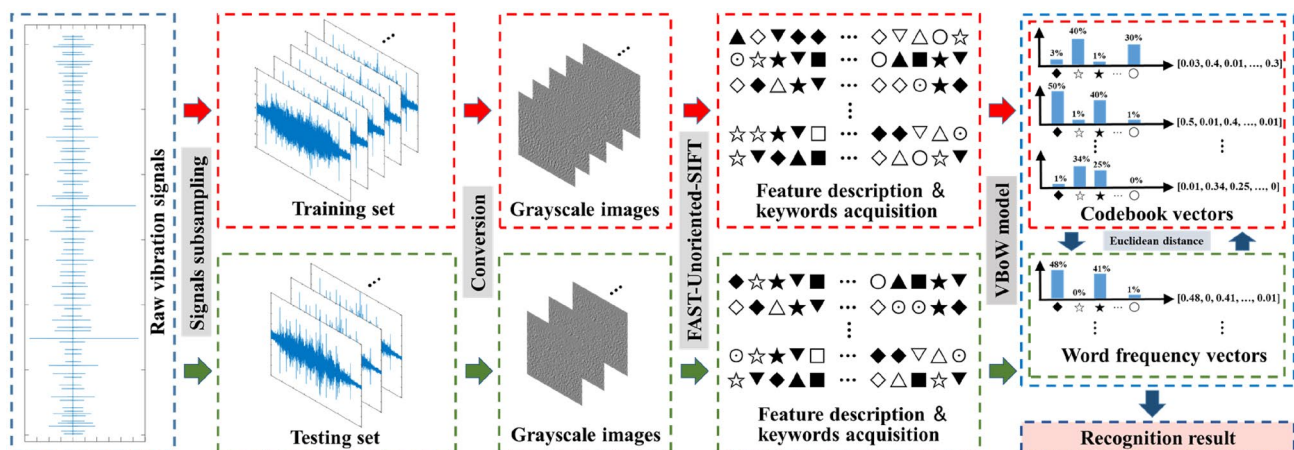 Raw vibration signals
Signals subsampling
Training set
Testing set
Conversion
Grayscale images
Grayscale images
FAST-Unoriented-SIFT
Feature description &
keywords acquisition
Feature description &
keywords acquisition
VBoW model
3%
40%
1%
30%
[0.03, 0.4, 0.01, …, 0.3]
50%
1%
40%
1%
[0.5, 0.01, 0.4, …, 0.01]
1%
34%
25%
0%
[0.01, 0.34, 0.25, …, 0]
Codebook vectors
Euclidean distance
48%
0%
41%
1%
[0.48, 0, 0.41, …, 0.01]
Word frequency vectors
Recognition result